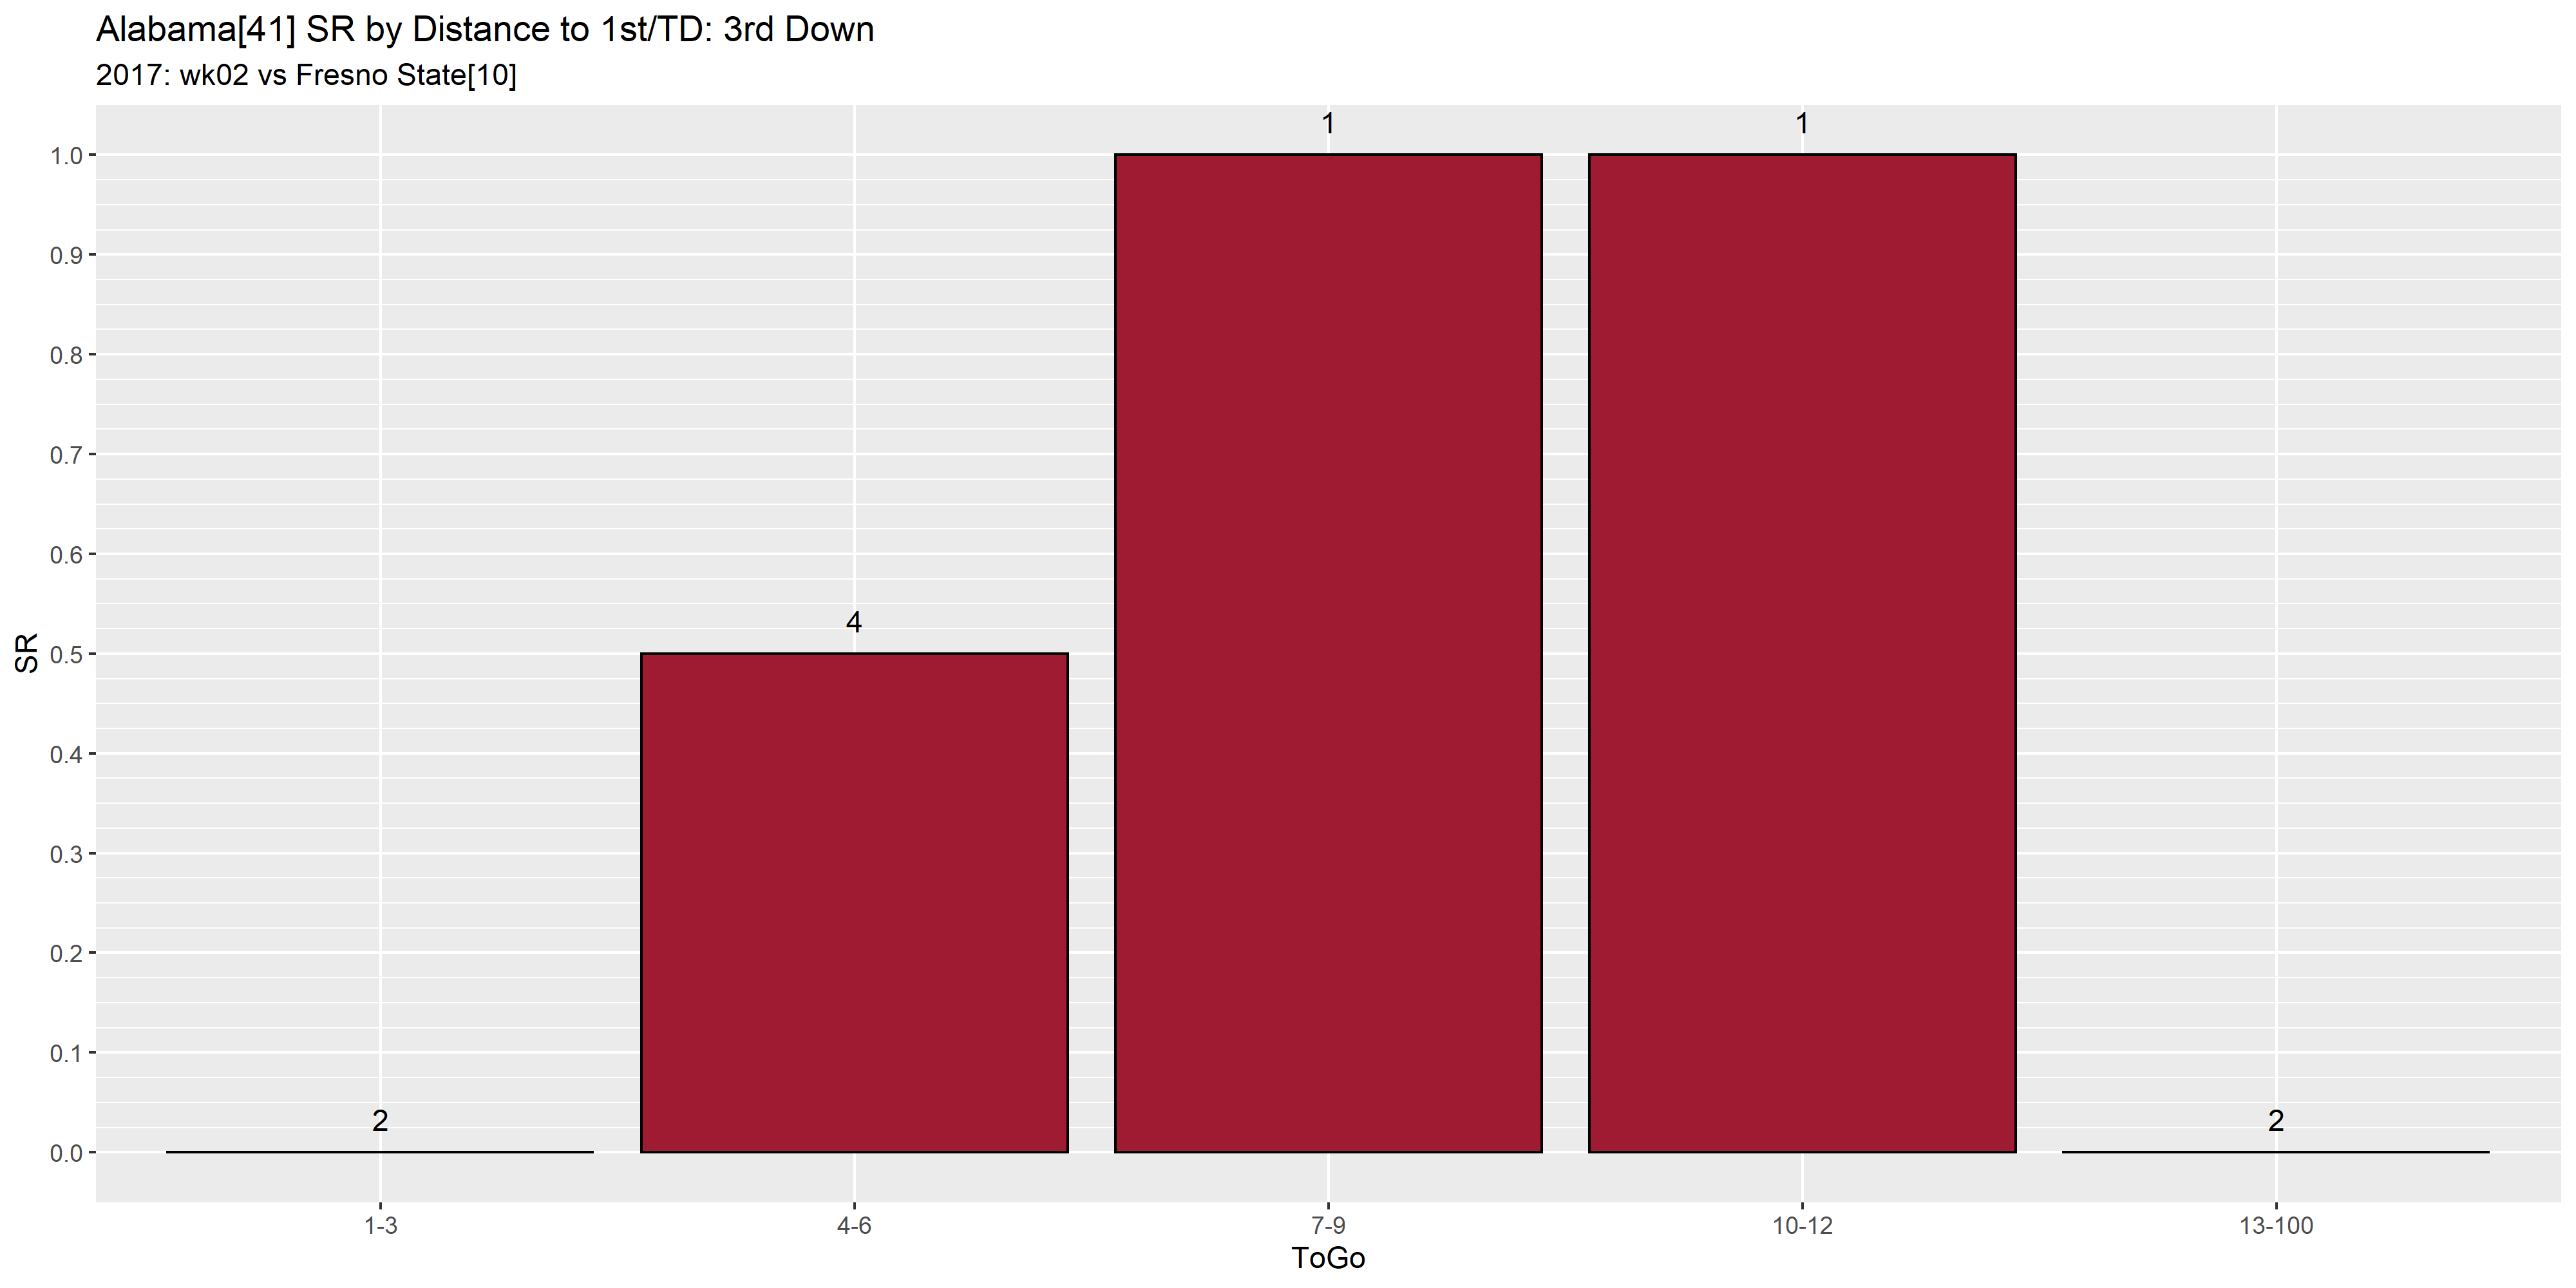 Alabama[41] SR by Distance to 1st/TD: 3rd Down
2017: wk02 vs Fresno State[10]
1 1
1.0
0.9
0.8
0.7
0.6
4
0.5
SR
0.4
0.3
0.2
0.1
2 2
0.0
1-3 4-6 7-9 10-12 13-100
ToGo